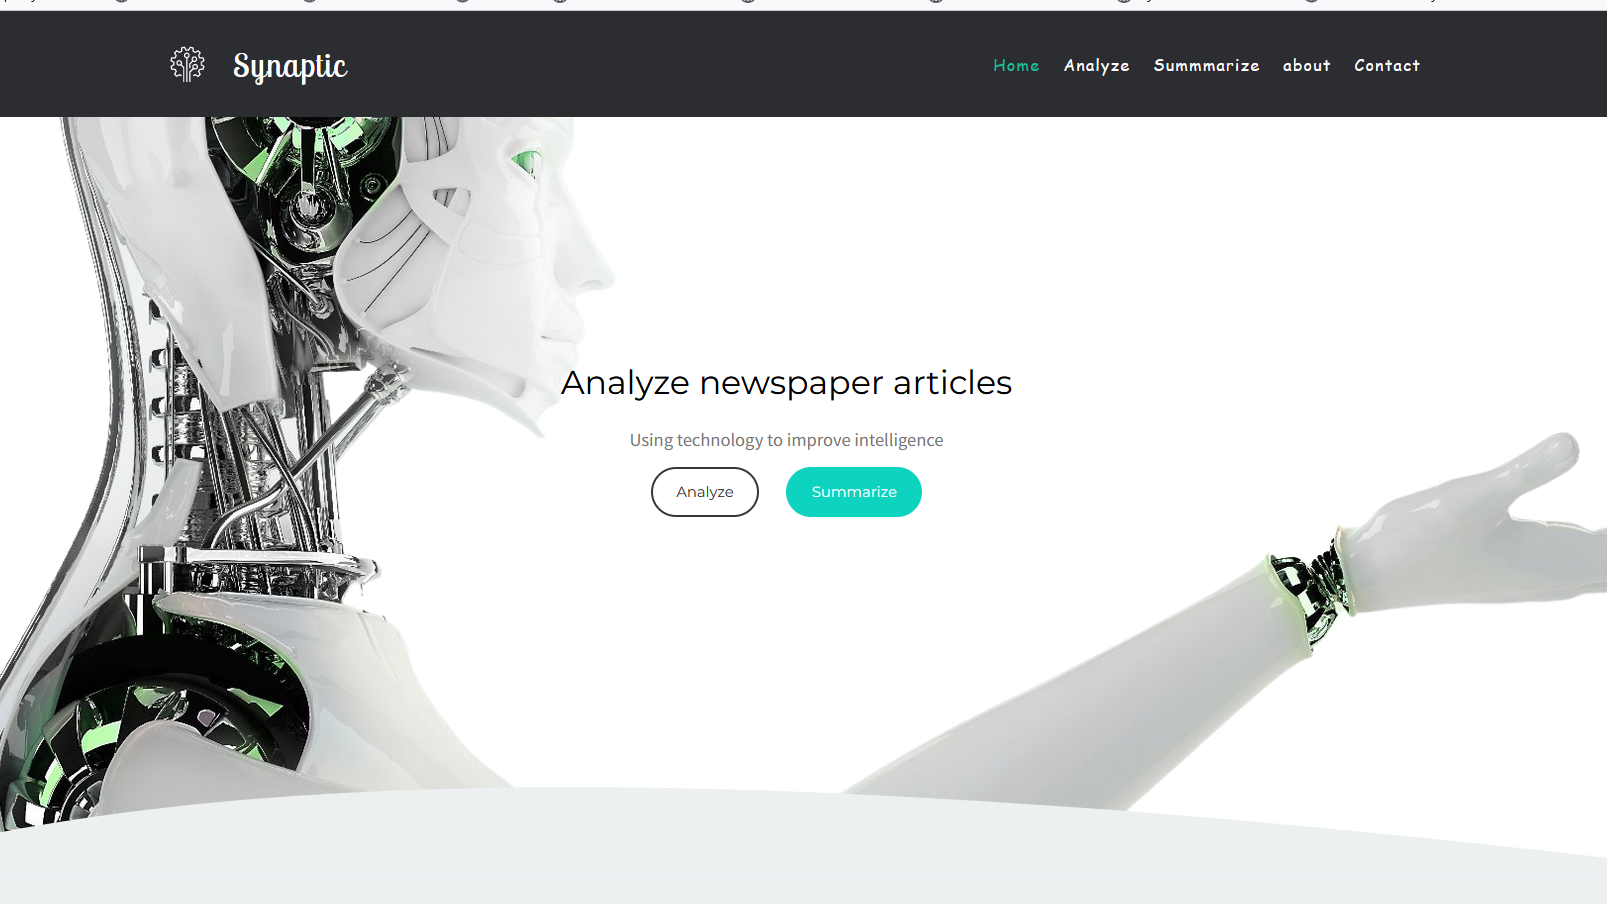 Synaptic
Home Analyze Summmarize about Contact
Analyze newspaper articles
Using technology to improve intelligence
Analyze Summarize